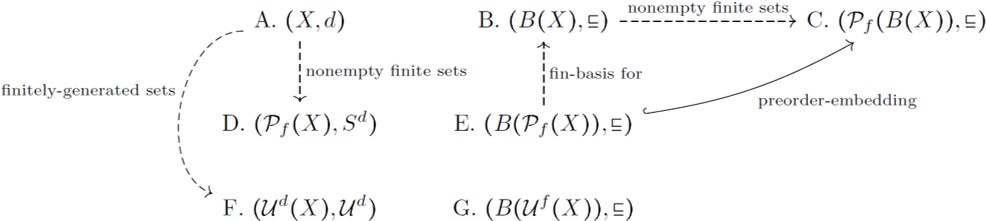 A. (X, d)
B. (B(X), ⊑)
nonempty finite sets
C. (𝒫_f(B(X)), ⊑)
finitely-generated sets
nonempty finite sets
fin-basis for
preorder-embedding
D. (𝒫_f(X), S^d)
E. (B(𝒫_f(X)), ⊑)
F. (𝒰^d(X), 𝒰^d)
G. (B(𝒰^f(X)), ⊑)